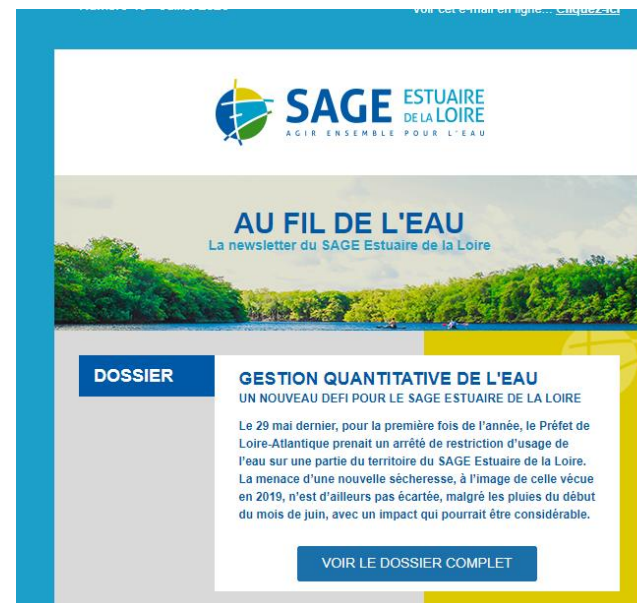 Voir cet e-mail en ligne... Cliquez-ici
SAGE ESTUAIRE DE LA LOIRE
AGIR ENSEMBLE POUR L'EAU
AU FIL DE L'EAU
La newsletter du SAGE Estuaire de la Loire
DOSSIER
GESTION QUANTITATIVE DE L'EAU
UN NOUVEAU DEFI POUR LE SAGE ESTUAIRE DE LA LOIRE
Le 29 mai dernier, pour la première fois de l'année, le Préfet de
Loire-Atlantique prenait un arrêté de restriction d'usage de
l'eau sur une partie du territoire du SAGE Estuaire de la Loire.
La menace d'une nouvelle sécheresse, à l'image de celle vécue
en 2019, n'est d'ailleurs pas écartée, malgré les pluies du début
du mois de juin, avec un impact qui pourrait être considérable.
VOIR LE DOSSIER COMPLET